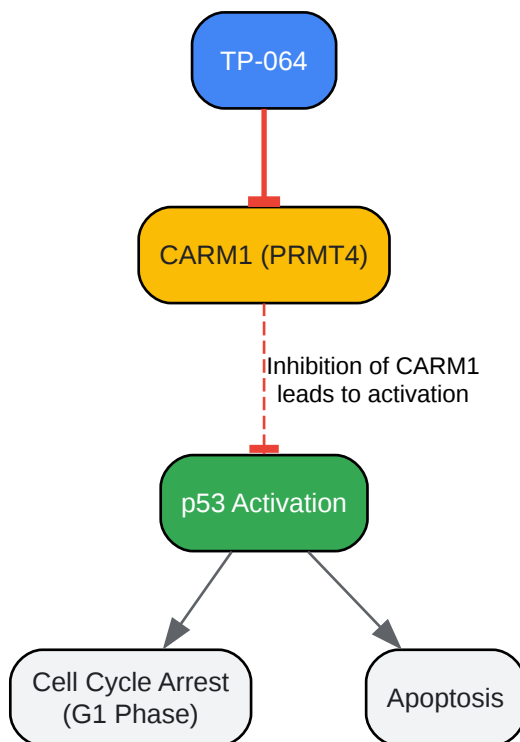 TP-064
CARM1 (PRMT4)
Inhibition of CARM1
leads to activation
p53 Activation
Cell Cycle Arrest
(G1 Phase)
Apoptosis